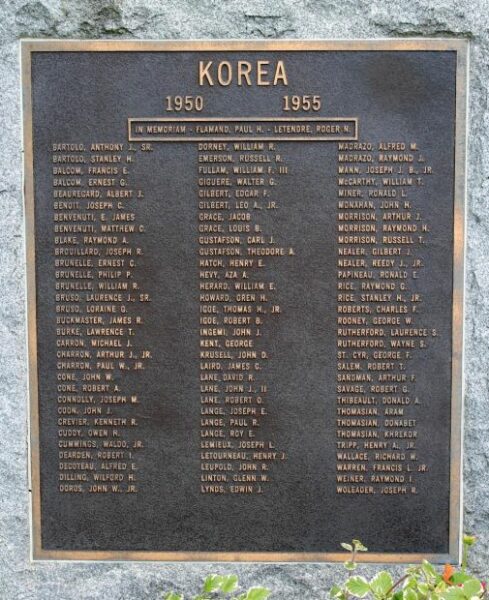 KOREA
1950 1955
IN MEMORIAM - FLAMAND, PAUL H. - LETENDRE, ROGER N.
BARTOLO, ANTHONY J., SR.
BARTOLO, STANLEY H.
BALCOM, FRANCIS E.
BALCOM, ERNEST G.
BEAUREGARD, ALBERT J.
BENOIT, JOSEPH C.
BENVENUTI, E. JAMES
BENVENUTI, MATTHEW C.
BLAKE, RAYMOND A.
BROUILLARD, JOSEPH R.
BRUNELLE, ERNEST C.
BRUNELLE, PHILIP P.
BRUNELLE, WILLIAM R.
BRUSO, LAURENCE J., SR.
BRUSO, LORAINE O.
BUCKMASTER, JAMES R.
BURKE, LAWRENCE T.
CARRON, MICHAEL J.
CHARRON, ARTHUR J., JR.
CHARRON, PAUL W., JR.
CONE, JOHN W.
CONE, ROBERT A.
CONNOLLY, JOSEPH M.
COON, JOHN J.
CREVIER, KENNETH R.
CUDDY, OWEN H.
CUMMINGS, WALDO, JR.
DEARDEN, ROBERT I.
DECOTEAU, ALFRED E.
DILLING, WILFORD H.
DOROS, JOHN W., JR.
DORNEY, WILLIAM R.
EMERSON, RUSSELL R.
FULLAM, WILLIAM F. III
GIGUERE, WALTER G.
GILBERT, EDGAR F.
GILBERT, LEO A., JR.
GRACE, JACOB
GRACE, LOUIS B.
GUSTAFSON, CARL J.
GUSTAFSON, THEODORE A.
HATCH, HENRY E.
HEVY, AZA A.
HERARD, WILLIAM E.
HOWARD, OREN H.
IGOE, THOMAS H., JR.
IGOE, ROBERT B.
INGEMI, JOHN J.
KENT, GEORGE
KRUSELL, JOHN O.
LAIRD, JAMES C.
LANE, DAVID R.
LANE, JOHN J., II
LANE, ROBERT O.
LANGE, JOSEPH E.
LANGE, PAUL R.
LANGE, ROY E.
LEMIEUX, JOSEPH L.
LETOURNEAU, HENRY J.
LEUPOLD, JOHN R.
LINTON, GLENN W.
LYNDS, EDWIN J.
MADRAZO, ALFRED M.
MADRAZO, RAYMOND J.
MANN, JOSEPH J. B., JR.
McCARTHY, WILLIAM T.
MINER, RONALD L.
MONAHAN, JOHN H.
MORRISON, ARTHUR J.
MORRISON, RAYMOND H.
MORRISON, RUSSELL T.
NEALER, GILBERT J.
NEALER, REEDY J., JR.
PAPINEAU, RONALD E.
RICE, RAYMOND G.
RICE, STANLEY H., JR.
ROBERTS, CHARLES F.
RODNEY, GEORGE W.
RUTHERFORD, LAURENCE S.
RUTHERFORD, WAYNE S.
ST. CYR, GEORGE F.
SALEM, ROBERT T.
SANDMAN, ARTHUR F.
SAVAGE, ROBERT G.
THIBEAULT, DONALD A.
THOMASIAN, ARAM
THOMASIAN, DONABET
THOMASIAN, KHREKOR
TRIPP, HENRY A., JR.
WALLACE, RICHARD W.
WARREN, FRANCIS L. JR.
WEINER, RAYMOND I.
WOLEADER, JOSEPH R.